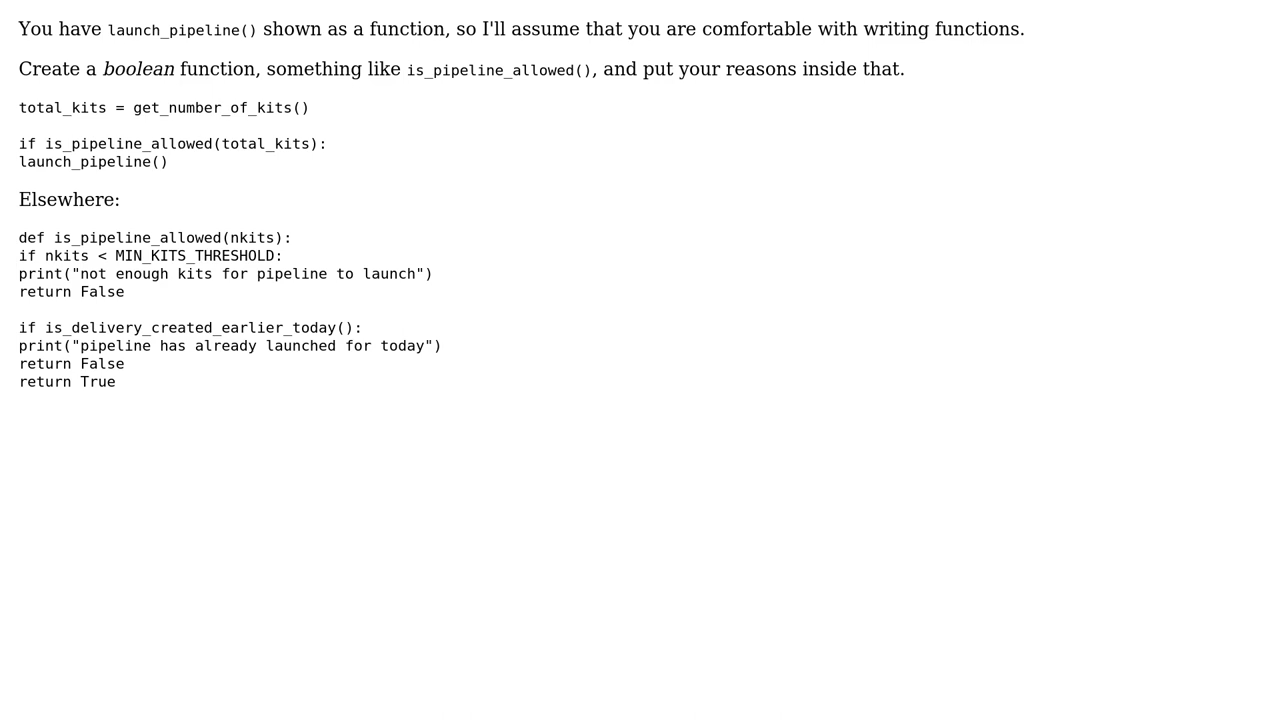 You have launch_pipeline() shown as a function, so I'll assume that you are comfortable with writing functions.
Create a boolean function, something like is_pipeline_allowed(), and put your reasons inside that.
total_kits = get_number_of_kits()
if is_pipeline_allowed(total_kits):
launch_pipeline()
Elsewhere:
def is_pipeline_allowed(nkits):
if nkits < MIN_KITS_THRESHOLD:
print("not enough kits for pipeline to launch")
return False
if is_delivery_created_earlier_today():
print("pipeline has already launched for today")
return False
return True